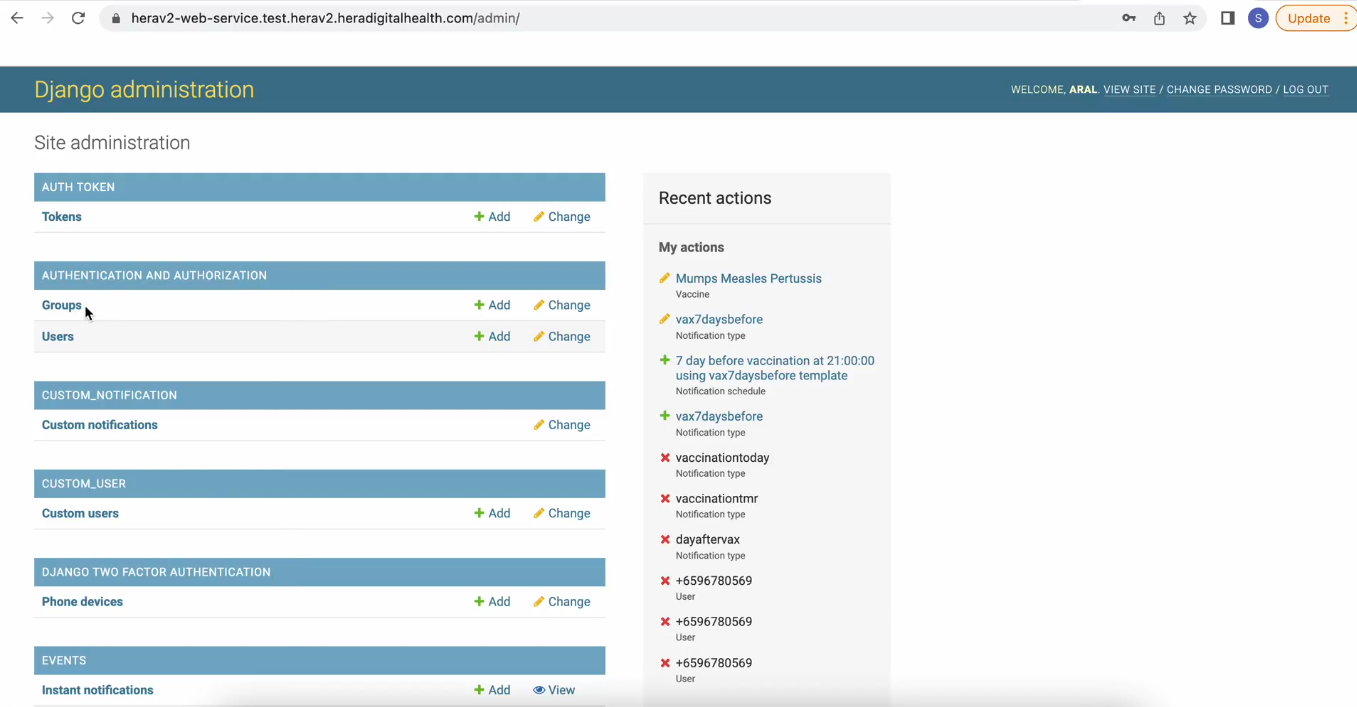 herav2-web-service.test.herav2.heradigitalhealth.com/admin/
S
Update
Django administration
WELCOME, ARAL. VIEW SITE / CHANGE PASSWORD / LOG OUT
Site administration
AUTH TOKEN
Tokens Add Change
AUTHENTICATION AND AUTHORIZATION
Groups Add Change
Users Add Change
CUSTOM_NOTIFICATION
Custom notifications Change
CUSTOM_USER
Custom users Add Change
DJANGO TWO FACTOR AUTHENTICATION
Phone devices Add Change
EVENTS
Instant notifications Add View
Recent actions
My actions
Mumps Measles Pertussis
Vaccine
vax7daysbefore
Notification type
7 day before vaccination at 21:00:00
using vax7daysbefore template
Notification schedule
vax7daysbefore
Notification type
vaccinationtoday
Notification type
vaccinationtmr
Notification type
dayaftervax
Notification type
+6596780569
User
+6596780569
User
+6596780569
User